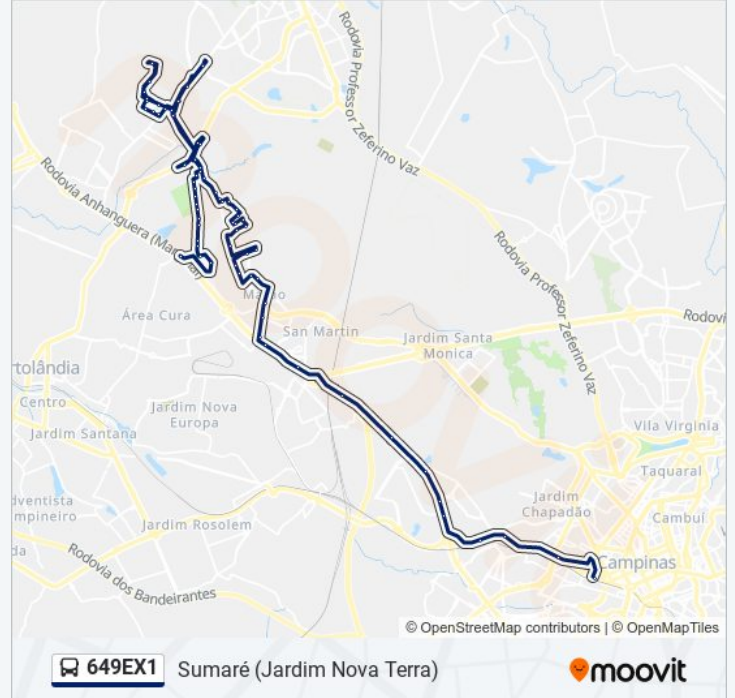 Rodovia Professor Zeferino Vaz
Rodovia Anhanguera (Mar
Rodovia Professor Zeferino Vaz
Rodovi
Área Cura
San Martin
Jardim Santa
Monica
rtolândia
Centro
Jardim Nova
Europa
Vila Virginia
Jardim Santana
Taquaral
dventista
mpineiro
Jardim
Chapadão
Cambuí
Jardim Rosolem
da
Campinas
Rodovia dos Bandeirantes
© OpenStreetMap contributors | © OpenMapTiles
649EX1 Sumaré (Jardim Nova Terra)
moovit